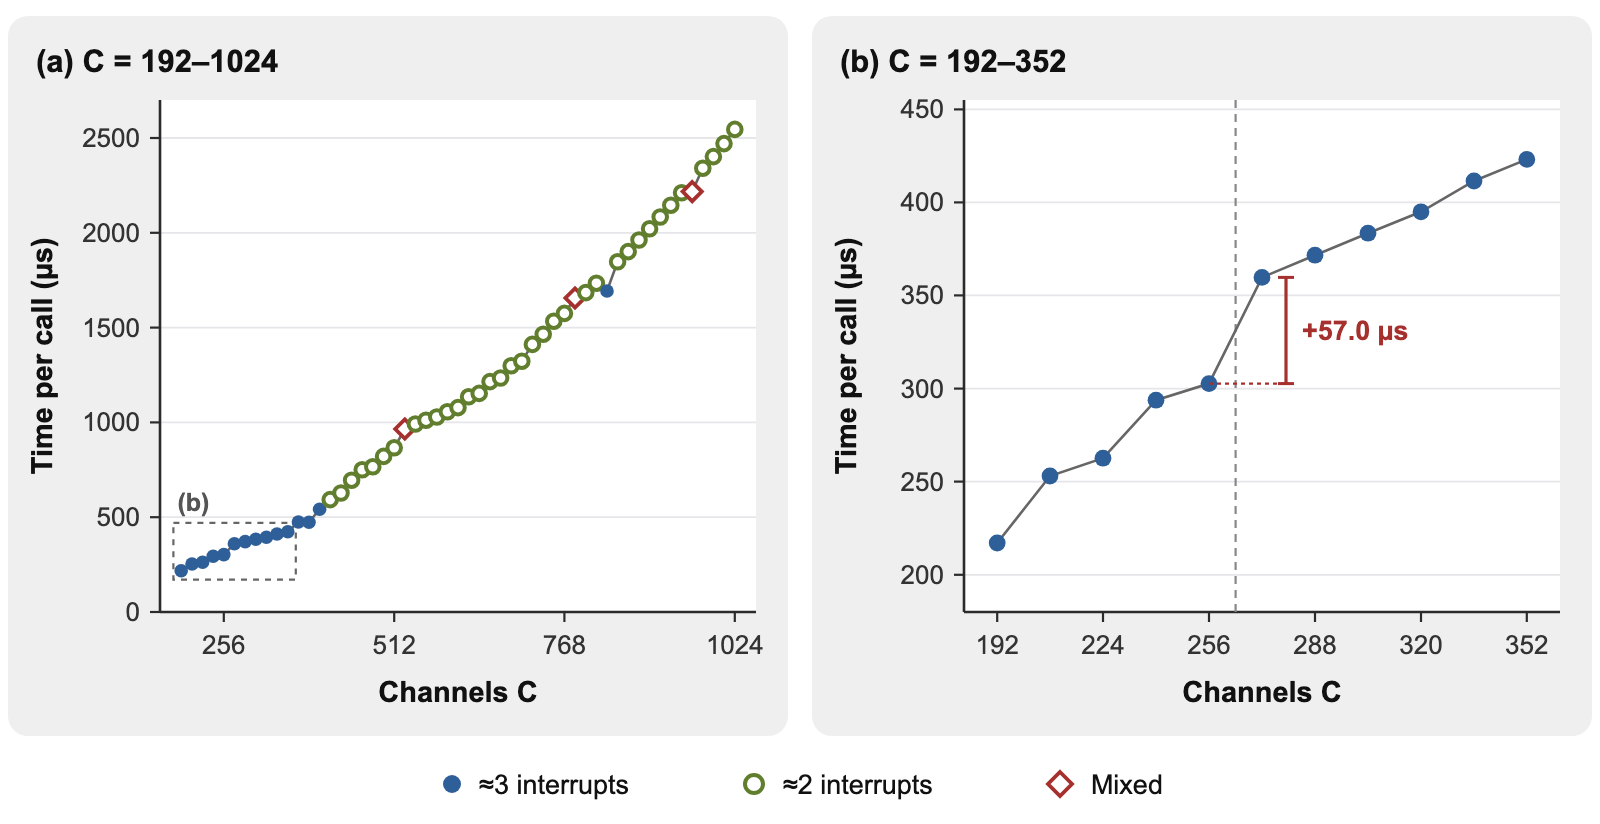 (a) C = 192–1024
2500
2000
1500
1000
500
0
(b)
256 512 768 1024
Time per call (µs)
Channels C
(b) C = 192–352
450
400
350
300
250
200
+57.0 µs
192 224 256 288 320 352
Time per call (µs)
Channels C
≈3 interrupts
≈2 interrupts
Mixed